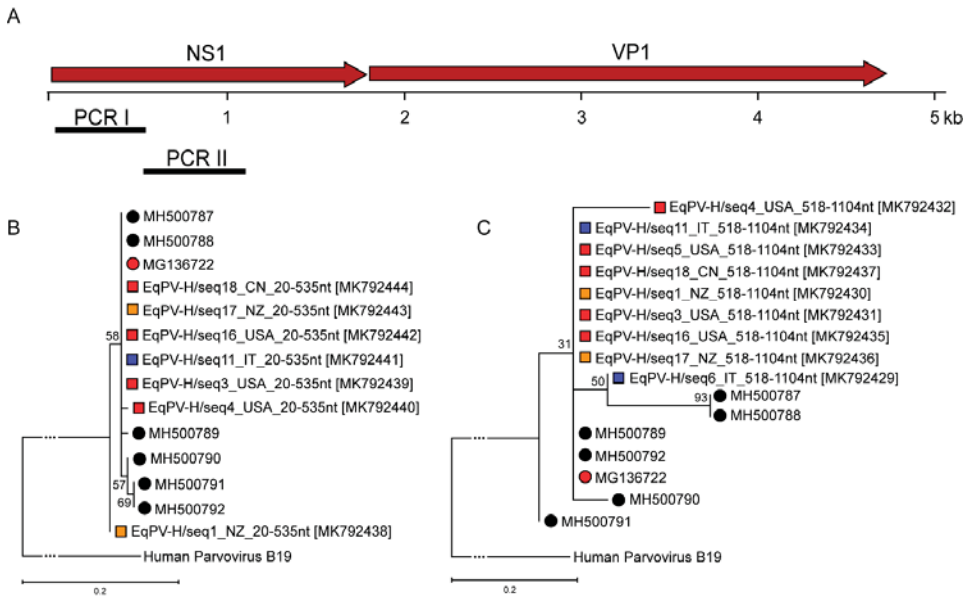 A
NS1
VP1
1
2
3
4
5 kb
PCR I
PCR II
B
MH500787
MH500788
MG136722
EqPV-H/seq18_CN_20-535nt [MK792444]
EqPV-H/seq17_NZ_20-535nt [MK792443]
58
EqPV-H/seq16_USA_20-535nt [MK792442]
EqPV-H/seq11_IT_20-535nt [MK792441]
EqPV-H/seq3_USA_20-535nt [MK792439]
EqPV-H/seq4_USA_20-535nt [MK792440]
MH500789
MH500790
57
MH500791
69
MH500792
EqPV-H/seq1_NZ_20-535nt [MK792438]
Human Parvovirus B19
0.2
C
EqPV-H/seq4_USA_518-1104nt [MK792432]
EqPV-H/seq11_IT_518-1104nt [MK792434]
EqPV-H/seq5_USA_518-1104nt [MK792433]
EqPV-H/seq18_CN_518-1104nt [MK792437]
EqPV-H/seq1_NZ_518-1104nt [MK792430]
EqPV-H/seq3_USA_518-1104nt [MK792431]
EqPV-H/seq16_USA_518-1104nt [MK792435]
31
EqPV-H/seq17_NZ_518-1104nt [MK792436]
50
EqPV-H/seq6_IT_518-1104nt [MK792429]
93
MH500787
MH500788
MH500789
MH500792
MG136722
MH500790
MH500791
Human Parvovirus B19
0.2